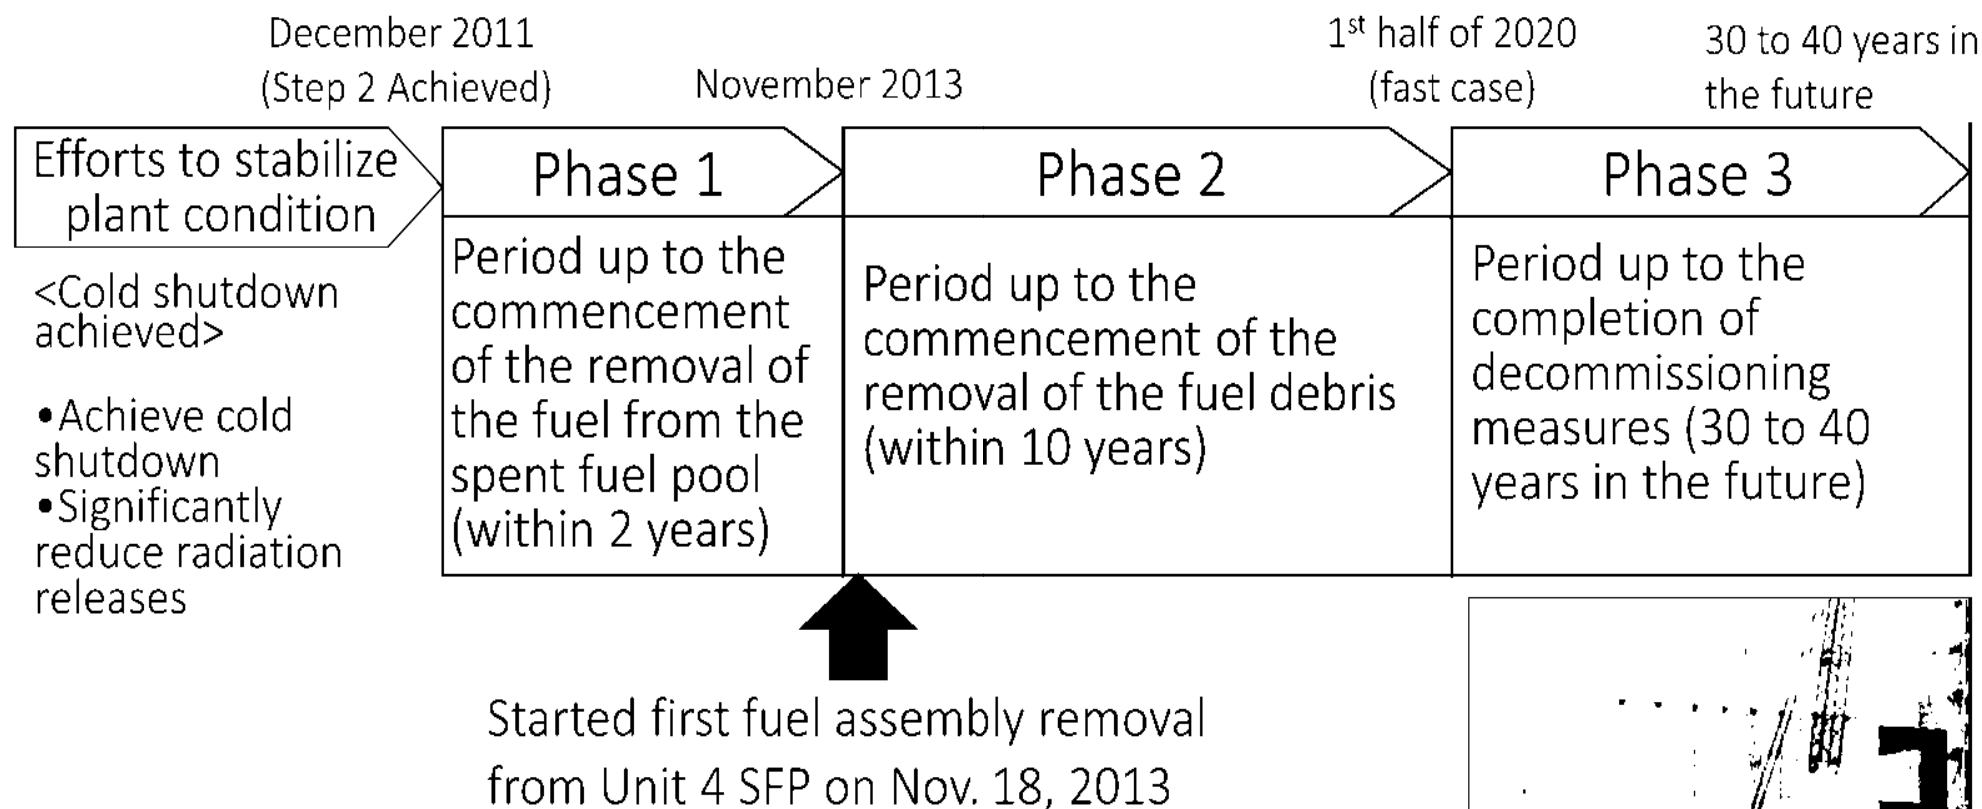 December 2011
(Step 2 Achieved)
November 2013
1st half of 2020
(fast case)
30 to 40 years in
the future
Efforts to stabilize
plant condition
Phase 1
Phase 2
Phase 3
<Cold shutdown
achieved>
•Achieve cold
shutdown
•Significantly
reduce radiation
releases
Period up to the
commencement
of the removal of
the fuel from the
spent fuel pool
(within 2 years)
Period up to the
commencement of the
removal of the fuel debris
(within 10 years)
Period up to the
completion of
decommissioning
measures (30 to 40
years in the future)
Started first fuel assembly removal
from Unit 4 SFP on Nov. 18, 2013